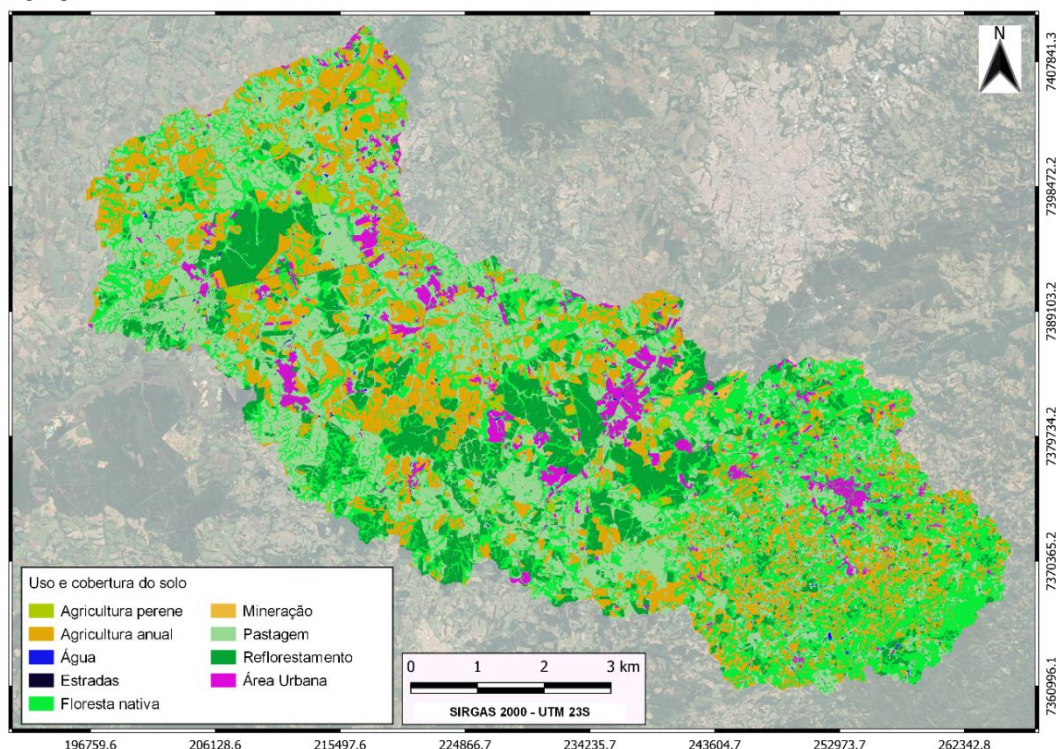 N
7407841.3
7398472.2
7389103.2
7379734.2
7370365.2
7360996.1
Uso e cobertura do solo
Agricultura perene
Agricultura anual
Água
Estradas
Floresta nativa
Mineração
Pastagem
Reflorestamento
Área Urbana
0 1 2 3 km
SIRGAS 2000 - UTM 23S
196759.6 206128.6 215497.6 224866.7 234235.7 243604.7 252973.7 262342.8